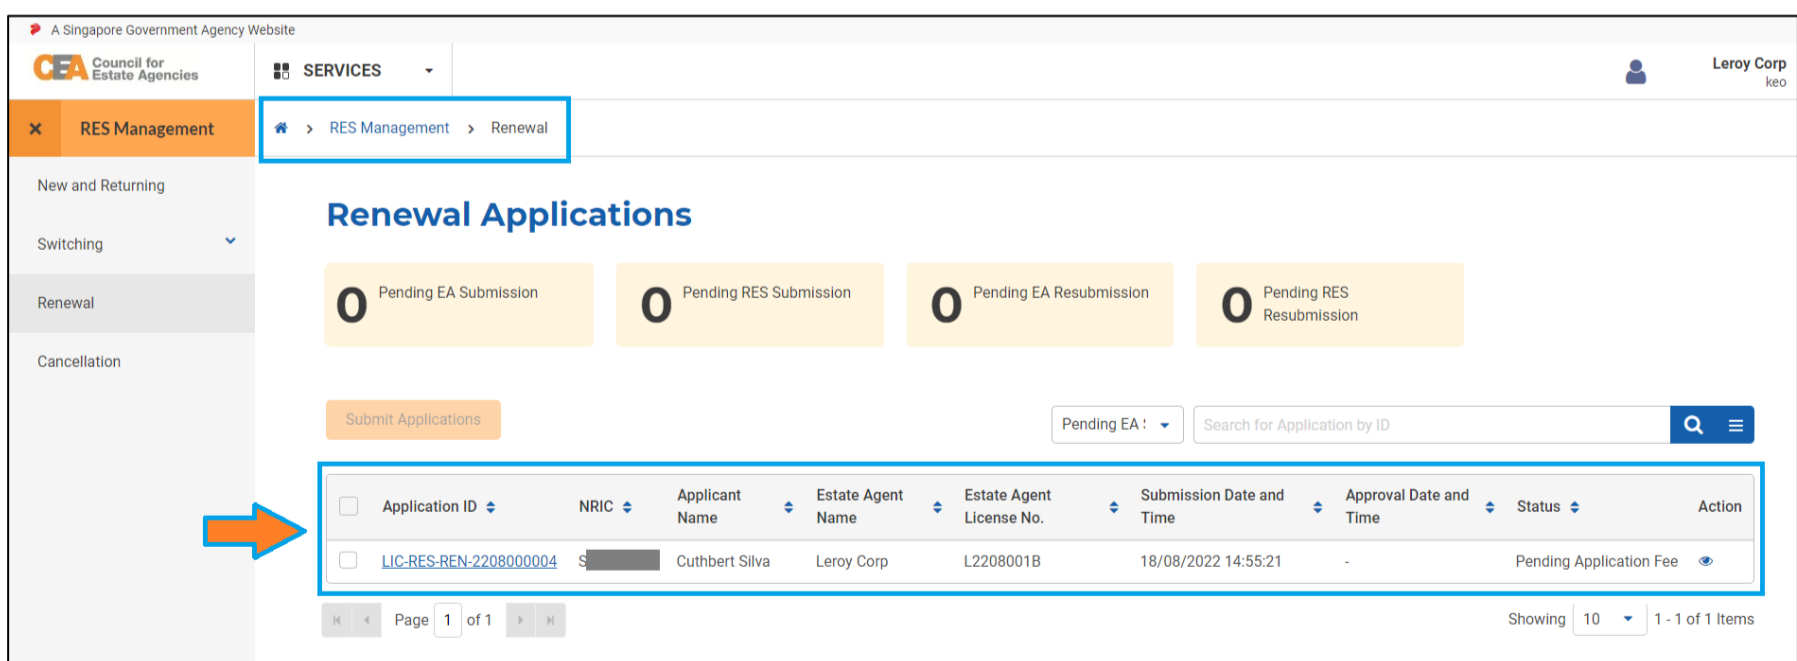 A Singapore Government Agency Website
CEA Council for Estate Agencies
SERVICES
Leroy Corp
keo
RES Management
RES Management > Renewal
New and Returning
Switching
Renewal
Cancellation
Renewal Applications
0 Pending EA Submission
0 Pending RES Submission
0 Pending EA Resubmission
0 Pending RES Resubmission
Submit Applications
Pending EA
Search for Application by ID
Application ID NRIC Applicant Name Estate Agent Name Estate Agent License No. Submission Date and Time Approval Date and Time Status Action
LIC-RES-REN-2208000004 S Cuthbert Silva Leroy Corp L2208001B 18/08/2022 14:55:21 - Pending Application Fee
Page 1 of 1
Showing 10 1 - 1 of 1 Items